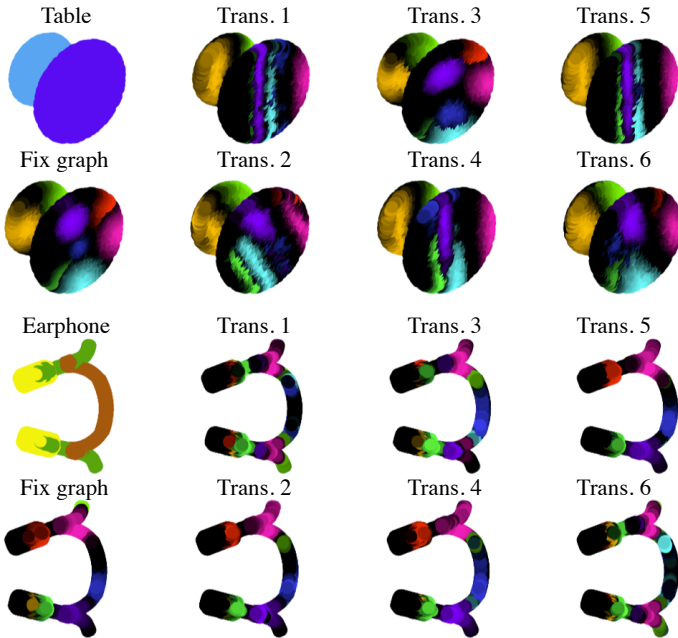 Table Trans. 1 Trans. 3 Trans. 5
Fix graph Trans. 2 Trans. 4 Trans. 6
Earphone Trans. 1 Trans. 3 Trans. 5
Fix graph Trans. 2 Trans. 4 Trans. 6